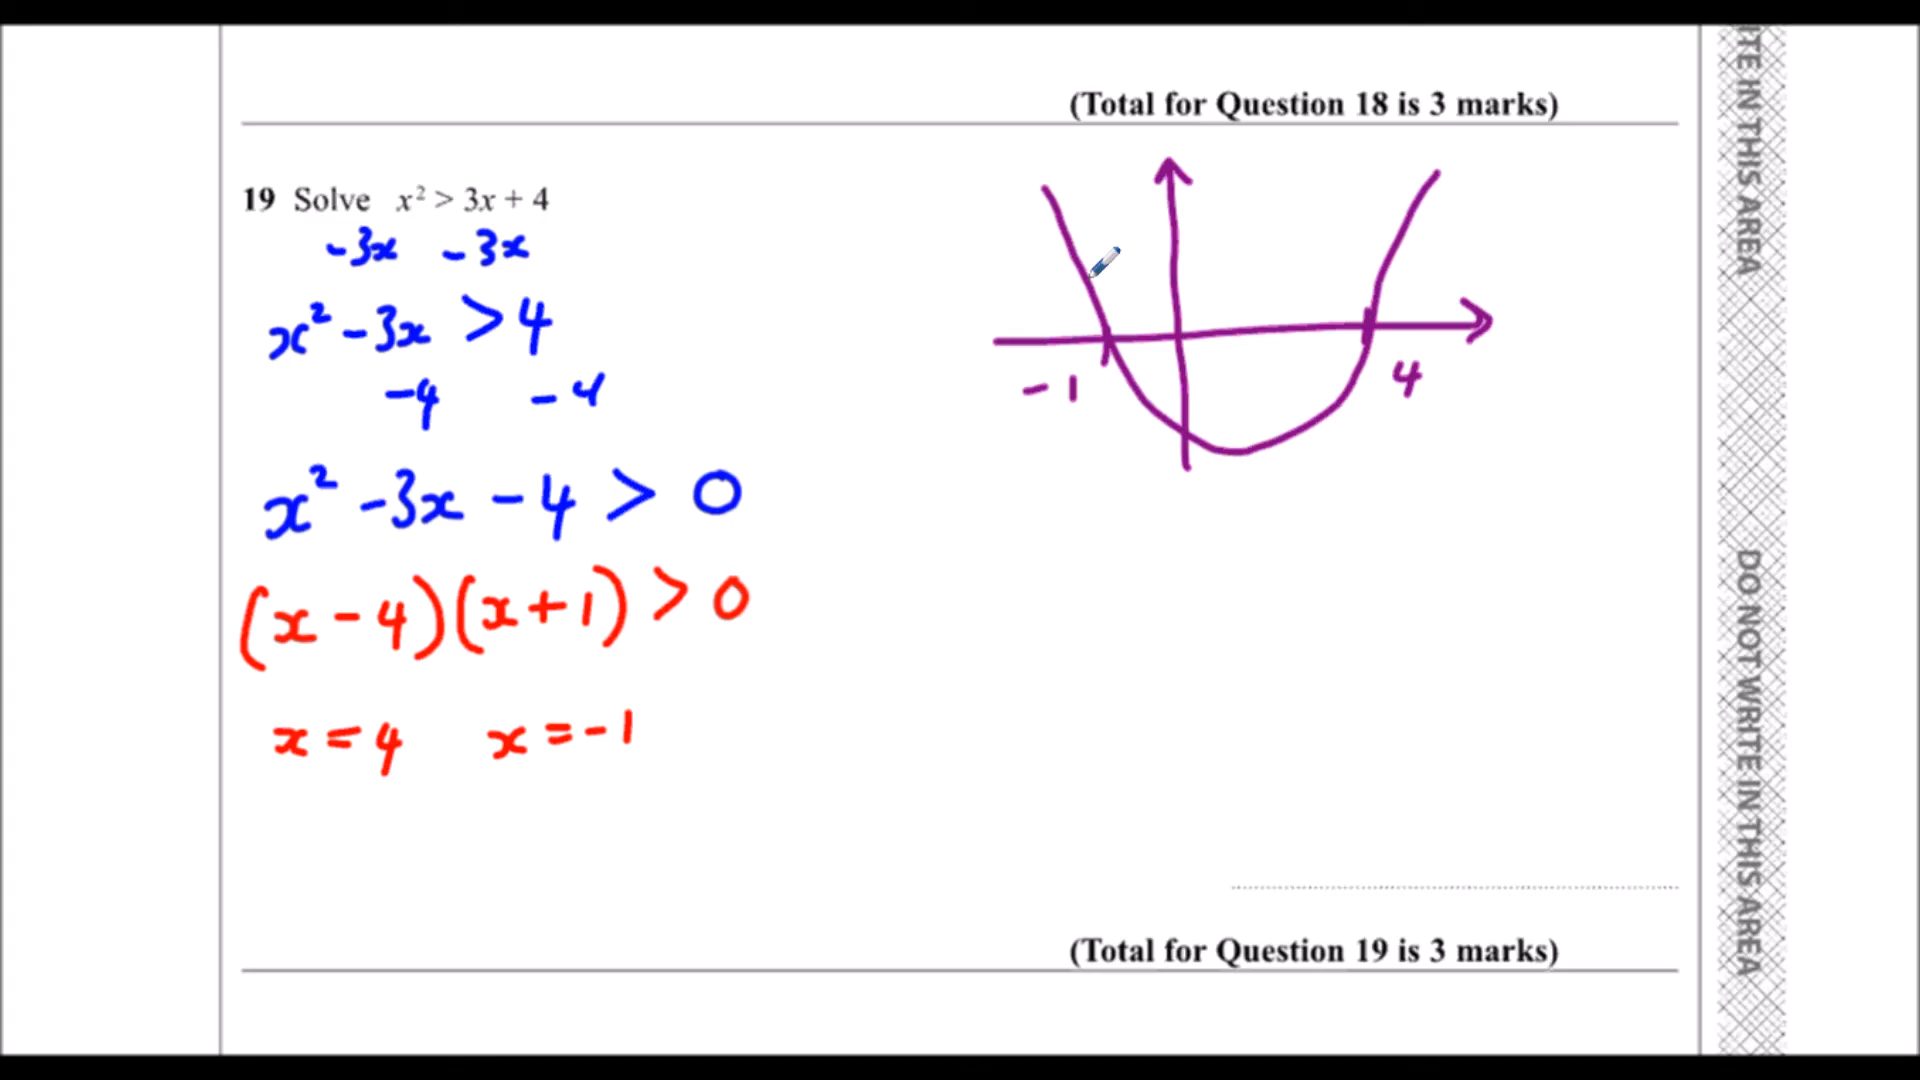 (Total for Question 18 is 3 marks)
19 Solve x² > 3x + 4
-3x -3x
x² -3x > 4
-4 -4
x² -3x -4 > 0
(x-4)(x+1) > 0
x=4 x=-1
-1 4
(Total for Question 19 is 3 marks)
ITE IN THIS AREA
DO NOT WRITE IN THIS AREA